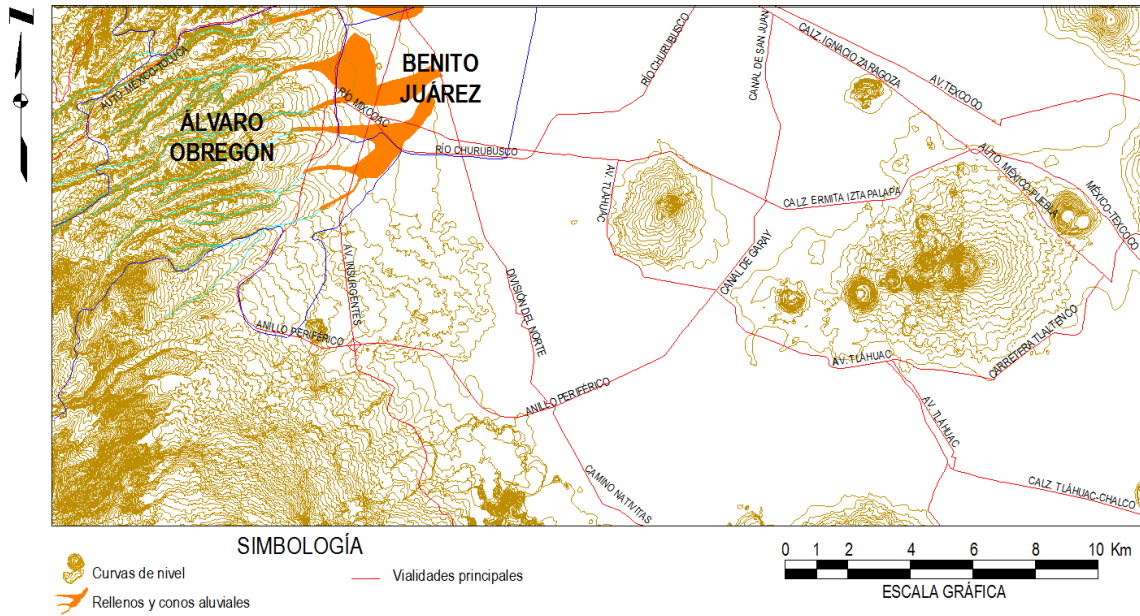 Z
AUTO. MÉXICO-TOLUCA
ÁLVARO
OBREGÓN
BENITO
JUÁREZ
RÍO MIXCOAC
RÍO CHURUBUSCO
RÍO CHURUBUSCO
CANAL DE SAN JUAN
CALZ. IGNACIO ZARAGOZA
AV. TEXCOCO
AV. TLAHUAC
CALZ. ERMITA IZTAPALAPA
AUTO. MÉXICO-PUEBLA
MÉXICO-TEXCOCO
CANAL DE GARAY
AV. INSURGENTES
DIVISIÓN DEL NORTE
ANILLO PERIFÉRICO
ANILLO PERIFÉRICO
AV. TLÁHUAC
CARRETERA TLALTENCO
AV. TLÁHUAC
CAMINO NATIVITAS
CALZ. TLÁHUAC-CHALCO
SIMBOLOGÍA
Curvas de nivel
Vialidades principales
Rellenos y conos aluviales
0 1 2 4 6 8 10 Km
ESCALA GRÁFICA